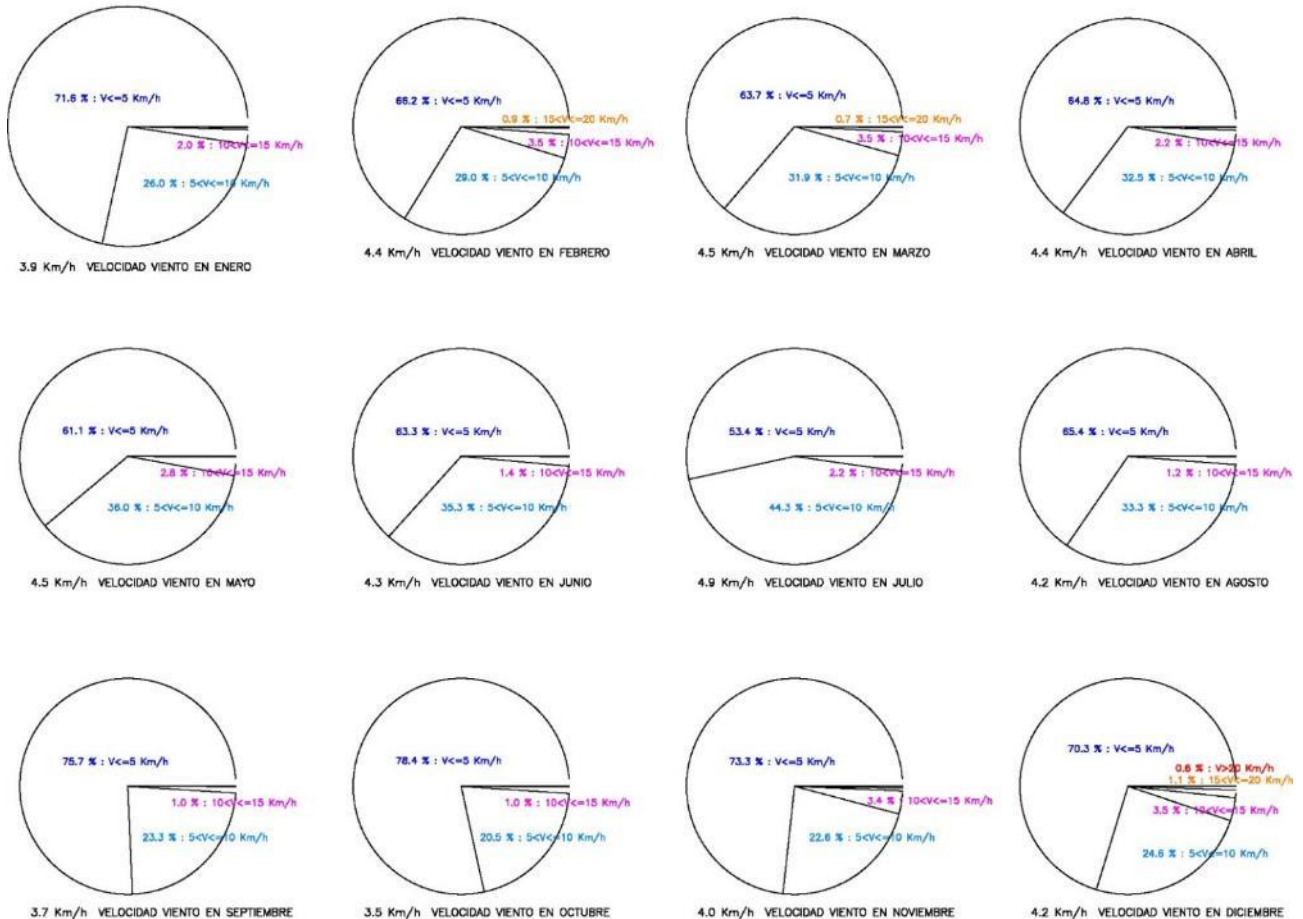 71.6 % : V<=5 Km/h
2.0 % : 10<V<=15 Km/h
26.0 % : 5<V<=10 Km/h
3.9 Km/h VELOCIDAD VIENTO EN ENERO
66.2 % : V<=5 Km/h
0.9 % : 15<V<=20 Km/h
3.5 % : 10<V<=15 Km/h
29.0 % : 5<V<=10 Km/h
4.4 Km/h VELOCIDAD VIENTO EN FEBRERO
63.7 % : V<=5 Km/h
0.7 % : 15<V<=20 Km/h
3.5 % : 10<V<=15 Km/h
31.9 % : 5<V<=10 Km/h
4.5 Km/h VELOCIDAD VIENTO EN MARZO
64.8 % : V<=5 Km/h
2.2 % : 10<V<=15 Km/h
32.5 % : 5<V<=10 Km/h
4.4 Km/h VELOCIDAD VIENTO EN ABRIL
61.1 % : V<=5 Km/h
2.8 % : 10<V<=15 Km/h
36.0 % : 5<V<=10 Km/h
4.5 Km/h VELOCIDAD VIENTO EN MAYO
63.3 % : V<=5 Km/h
1.4 % : 10<V<=15 Km/h
35.3 % : 5<V<=10 Km/h
4.3 Km/h VELOCIDAD VIENTO EN JUNIO
53.4 % : V<=5 Km/h
2.2 % : 10<V<=15 Km/h
44.3 % : 5<V<=10 Km/h
4.9 Km/h VELOCIDAD VIENTO EN JULIO
65.4 % : V<=5 Km/h
1.2 % : 10<V<=15 Km/h
33.3 % : 5<V<=10 Km/h
4.2 Km/h VELOCIDAD VIENTO EN AGOSTO
75.7 % : V<=5 Km/h
1.0 % : 10<V<=15 Km/h
23.3 % : 5<V<=10 Km/h
3.7 Km/h VELOCIDAD VIENTO EN SEPTIEMBRE
78.4 % : V<=5 Km/h
1.0 % : 10<V<=15 Km/h
20.5 % : 5<V<=10 Km/h
3.5 Km/h VELOCIDAD VIENTO EN OCTUBRE
73.3 % : V<=5 Km/h
3.4 % : 10<V<=15 Km/h
22.6 % : 5<V<=10 Km/h
4.0 Km/h VELOCIDAD VIENTO EN NOVIEMBRE
70.3 % : V<=5 Km/h
0.6 % : V>20 Km/h
1.1 % : 15<V<=20 Km/h
3.5 % : 10<V<=15 Km/h
24.6 % : 5<V<=10 Km/h
4.2 Km/h VELOCIDAD VIENTO EN DICIEMBRE